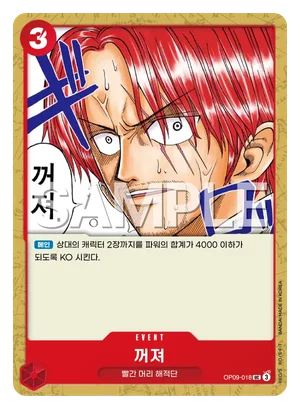 3
꺼져
SAMPLE
메인 상대의 캐릭터 2장까지를 파워의 합계가 4000 이하가
되도록 KO 시킨다.
EVENT
꺼져
빨간 머리 해적단
OP09-018 UC 3